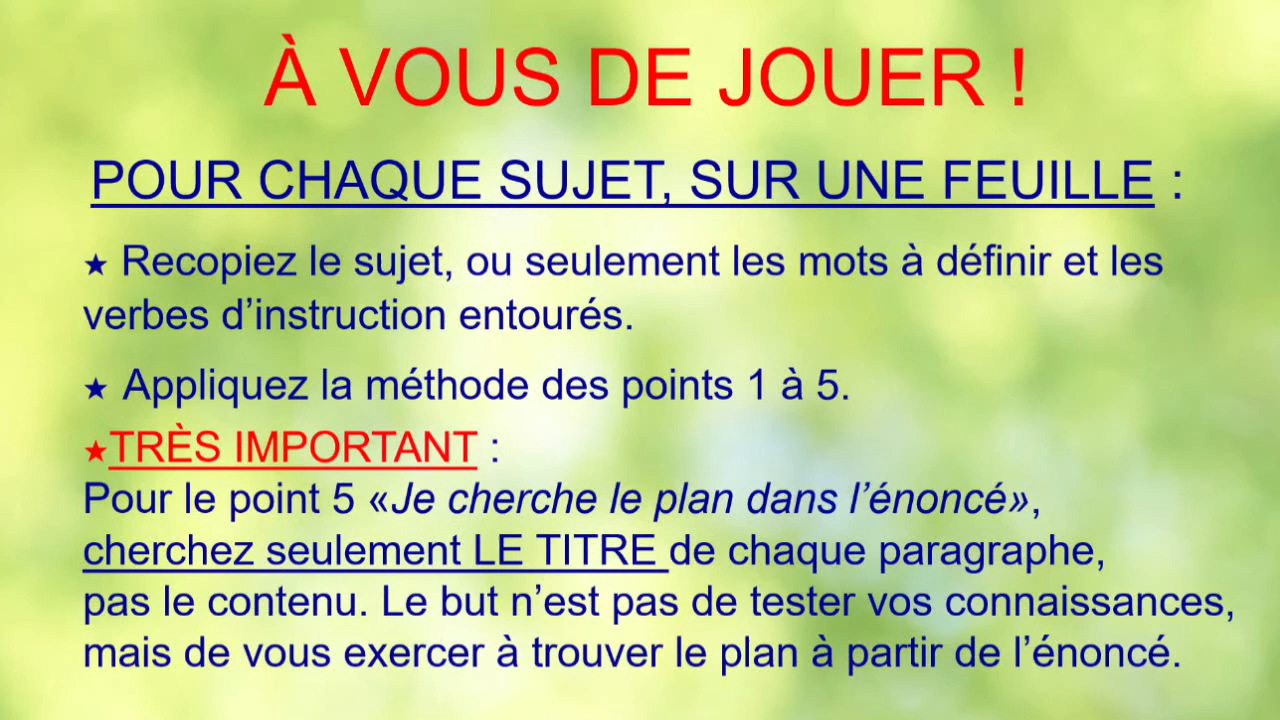 À VOUS DE JOUER !
POUR CHAQUE SUJET, SUR UNE FEUILLE :
★ Recopiez le sujet, ou seulement les mots à définir et les
verbes d’instruction entourés.
★ Appliquez la méthode des points 1 à 5.
★TRÈS IMPORTANT :
Pour le point 5 «Je cherche le plan dans l’énoncé»,
cherchez seulement LE TITRE de chaque paragraphe,
pas le contenu. Le but n’est pas de tester vos connaissances,
mais de vous exercer à trouver le plan à partir de l’énoncé.